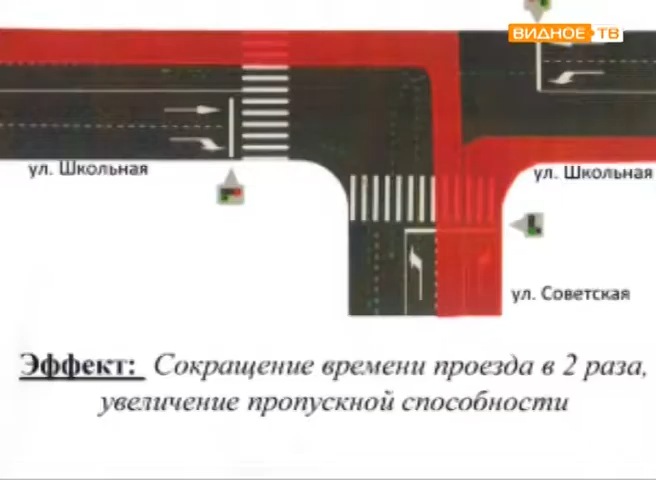 ВИДНОЕ ТВ
ул. Школьная
ул. Школьная
ул. Советская
Эффект: Сокращение времени проезда в 2 раза,
увеличение пропускной способности